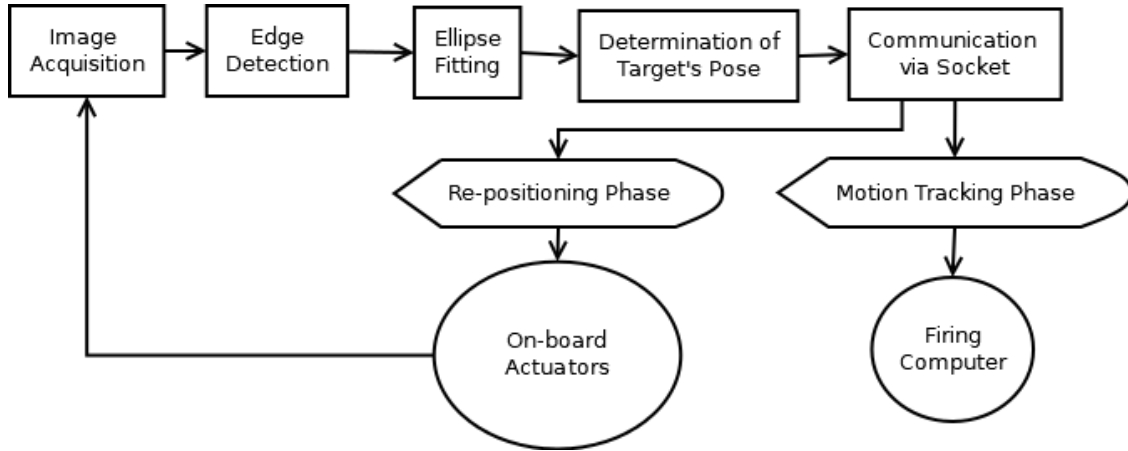 Image
Acquisition
Edge
Detection
Ellipse
Fitting
Determination of
Target's Pose
Communication
via Socket
Re-positioning Phase
Motion Tracking Phase
On-board
Actuators
Firing
Computer